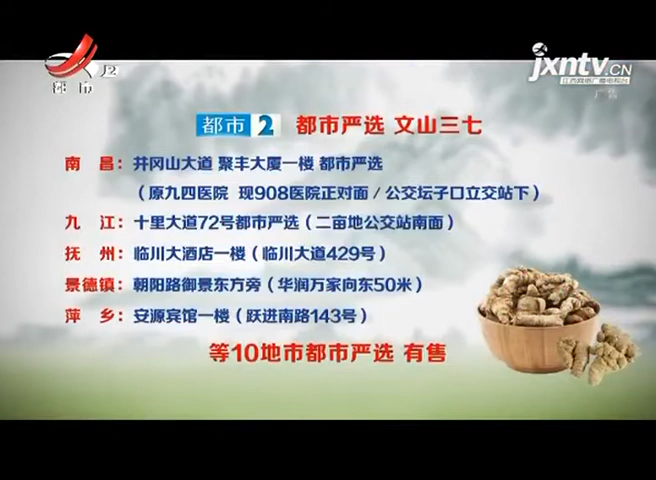 都市
J2
jxntv.CN
江西网络广播电视台
广告
都市2 都市严选 文山三七
南 昌：井冈山大道 聚丰大厦一楼 都市严选
（原九四医院 现908医院正对面/公交坛子口立交站下）
九 江：十里大道72号都市严选（二亩地公交站南面）
抚 州：临川大酒店一楼（临川大道429号）
景德镇：朝阳路御景东方旁（华润万家向东50米）
萍 乡：安源宾馆一楼（跃进南路143号）
等10地市都市严选 有售